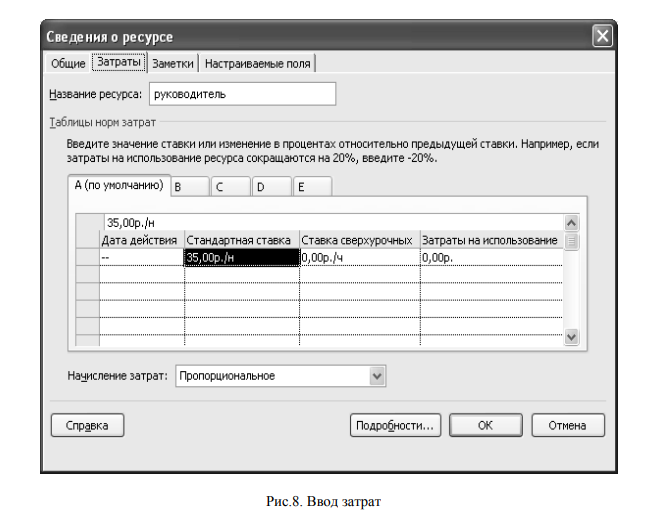 Сведения о ресурсе
Общие Затраты Заметки Настраиваемые поля
Название ресурса: руководитель
Таблицы норм затрат
Введите значение ставки или изменение в процентах относительно предыдущей ставки. Например, если
затраты на использование ресурса сокращаются на 20%, введите -20%.
A (по умолчанию) B C D E
35,00р./н
Дата действия Стандартная ставка Ставка сверхурочных Затраты на использование
-- 35,00р./н 0,00р./ч 0,00р.
Начисление затрат: Пропорциональное
Справка Подробности... ОК Отмена
Рис.8. Ввод затрат